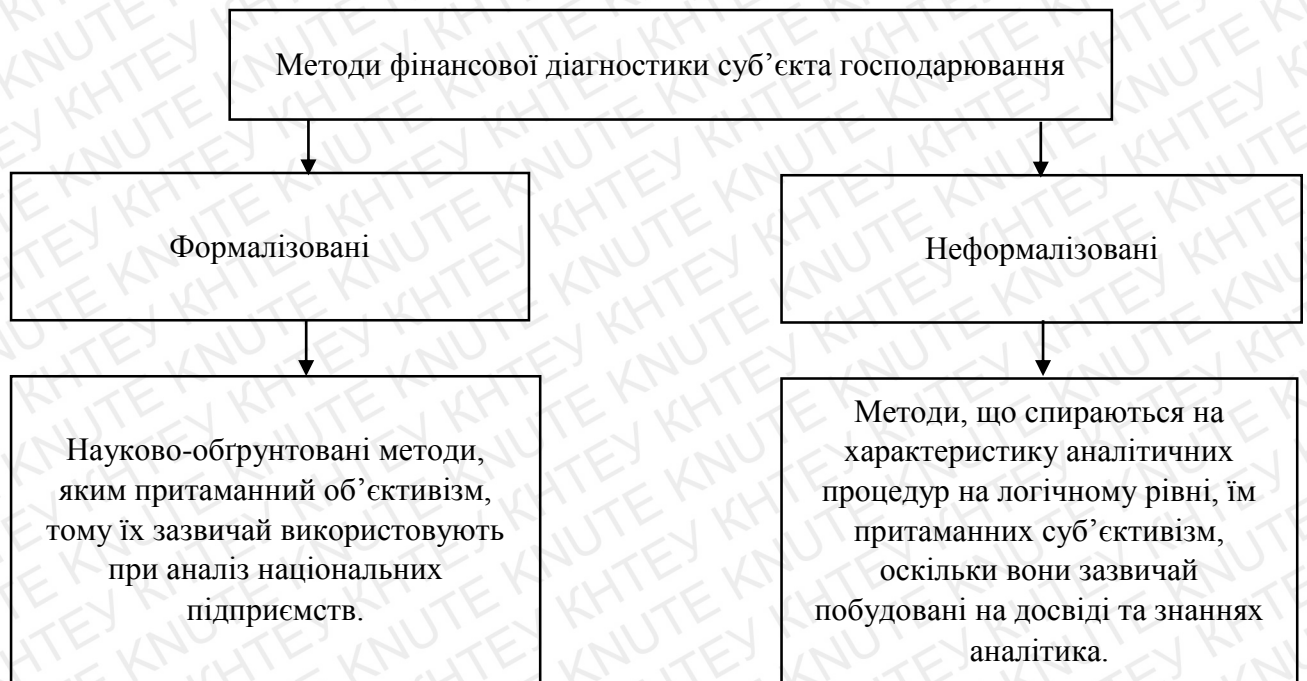 Методи фінансової діагностики суб’єкта господарювання
Формалізовані
Неформалізовані
Науково-обґрунтовані методи,
яким притаманний об’єктивізм,
тому їх зазвичай використовують
при аналіз національних
підприємств.
Методи, що спираються на
характеристику аналітичних
процедур на логічному рівні, їм
притаманних суб’єктивізм,
оскільки вони зазвичай
побудовані на досвіді та знаннях
аналітика.